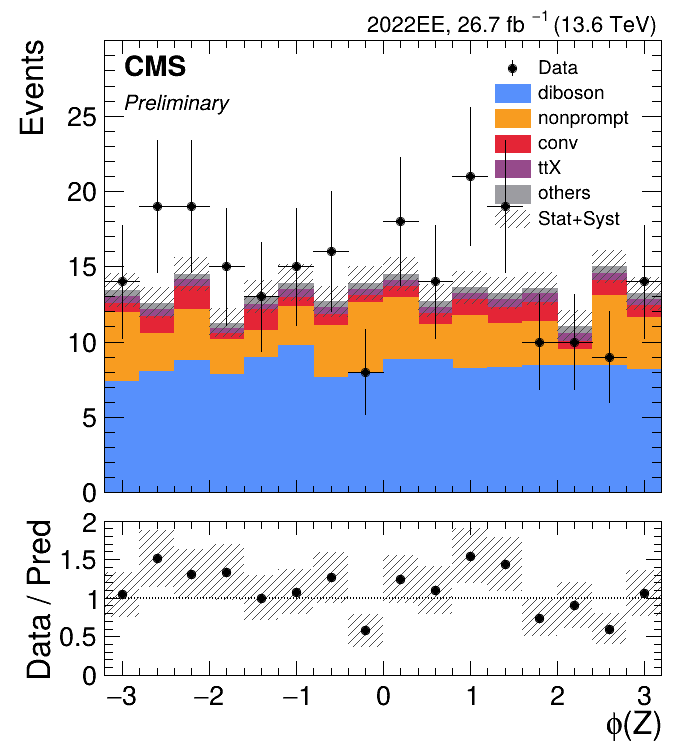 2022EE, 26.7 fb⁻¹ (13.6 TeV)
Events
CMS
Preliminary
Data
diboson
nonprompt
conv
ttX
others
Stat+Syst
25
20
15
10
5
0
Data / Pred
2
1.5
1
0.5
0
−3 −2 −1 0 1 2 3
ϕ(Z)